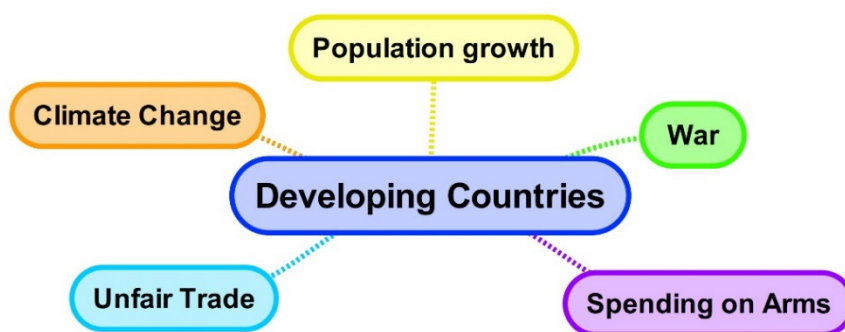 Population growth
Climate Change
War
Developing Countries
Unfair Trade
Spending on Arms